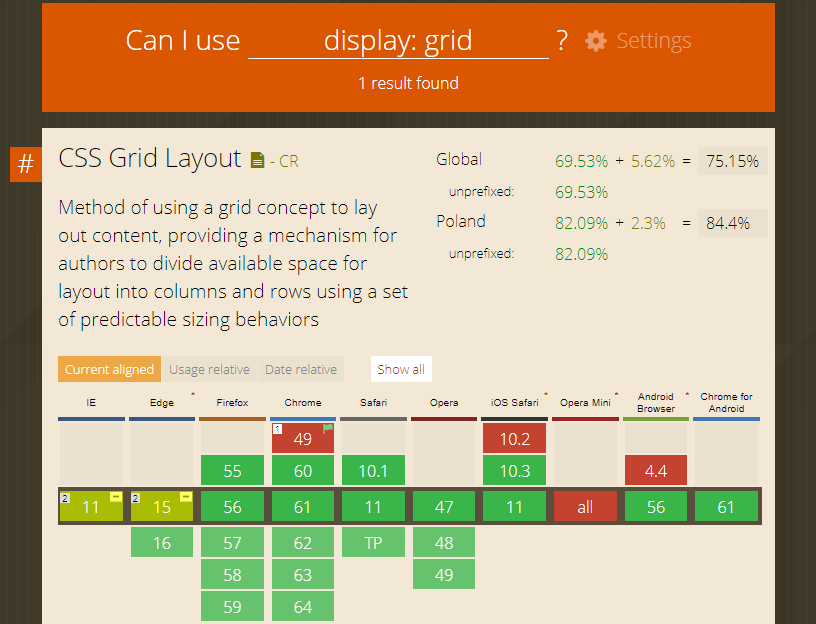 Can I use display: grid ? Settings
1 result found
#
CSS Grid Layout - CR
Method of using a grid concept to lay
out content, providing a mechanism for
authors to divide available space for
layout into columns and rows using a set
of predictable sizing behaviors
Global 69.53% + 5.62% = 75.15%
unprefixed: 69.53%
Poland 82.09% + 2.3% = 84.4%
unprefixed: 82.09%
Current aligned Usage relative Date relative Show all
IE Edge * Firefox Chrome Safari Opera iOS Safari * Opera Mini * Android Browser * Chrome for Android
1 49 10.2
55 60 10.1 10.3 4.4
2 11 - 2 15 - 56 61 11 47 11 all 56 61
16 57 62 TP 48
58 63 49
59 64